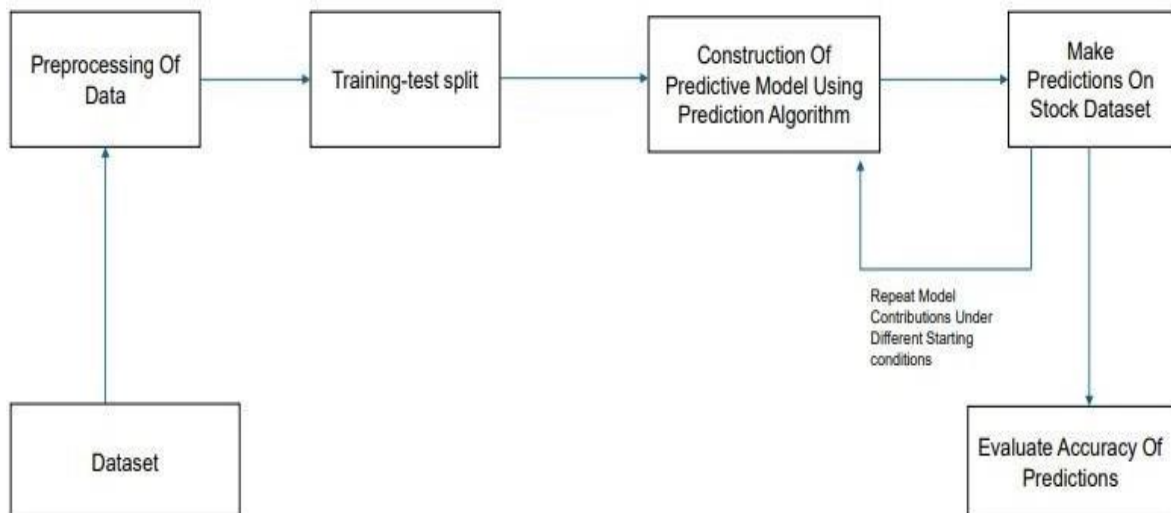 Preprocessing Of
Data
Training-test split
Construction Of
Predictive Model Using
Prediction Algorithm
Make
Predictions On
Stock Dataset
Repeat Model
Contributions Under
Different Starting
conditions
Dataset
Evaluate Accuracy Of
Predictions